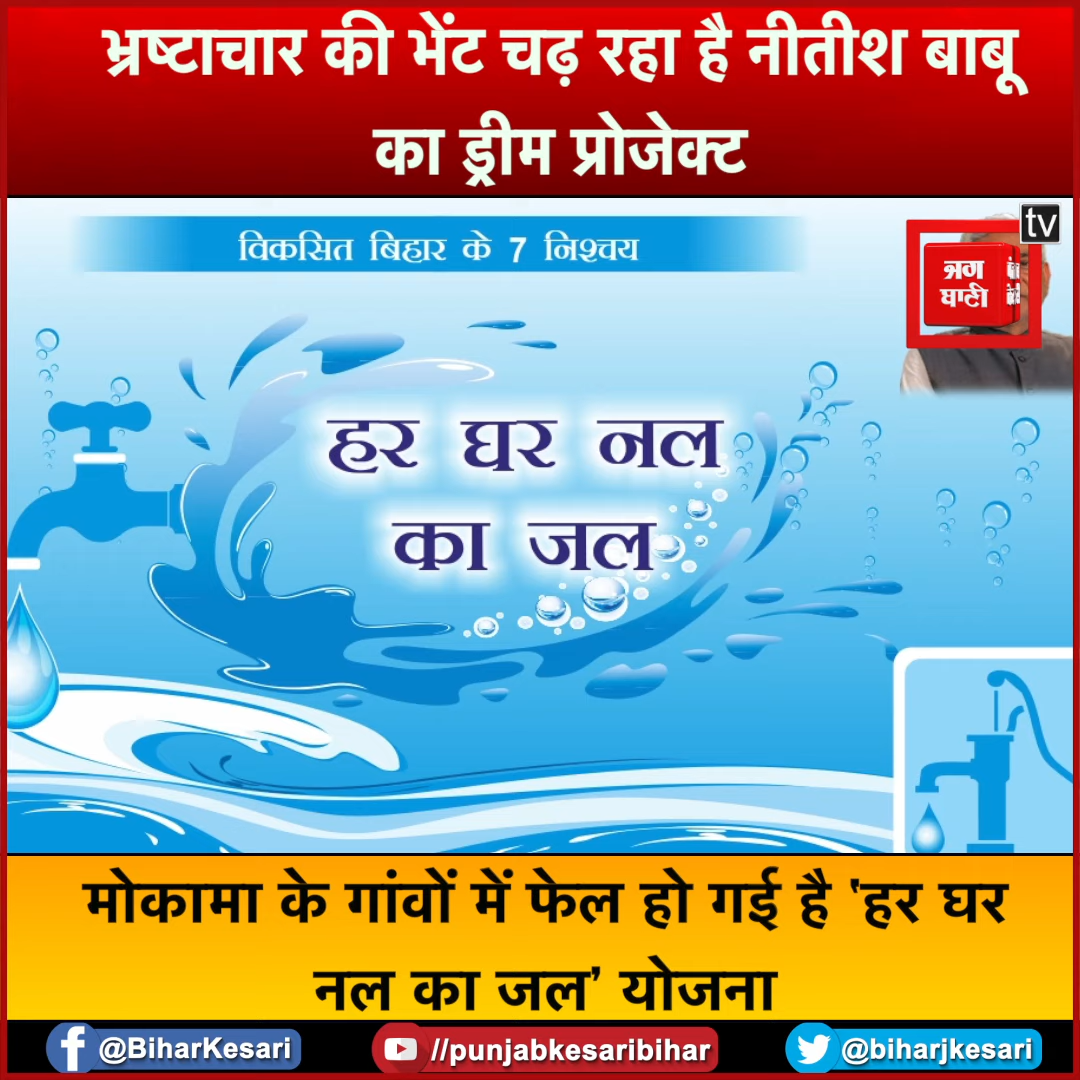 भ्रष्टाचार की भेंट चढ़ रहा है नीतीश बाबू
का ड्रीम प्रोजेक्ट
विकसित बिहार के 7 निश्चय
tv
हर घर नल
का जल
मोकामा के गांवों में फेल हो गई है 'हर घर
नल का जल’ योजना
@BiharKesari
//punjabkesaribihar
@biharjkesari